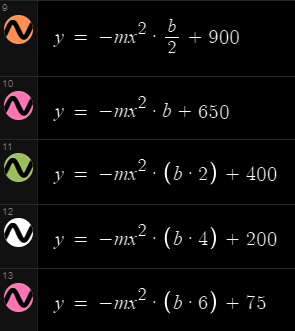 9
y = −mx² · b/2 + 900
10
y = −mx² · b + 650
11
y = −mx² · (b · 2) + 400
12
y = −mx² · (b · 4) + 200
13
y = −mx² · (b · 6) + 75